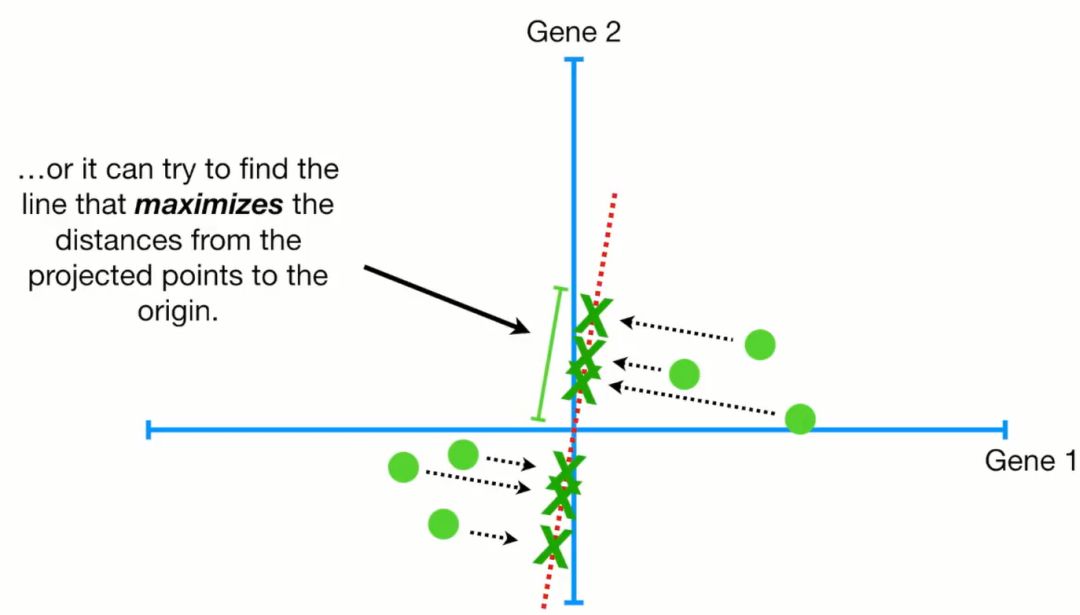 Gene 2
…or it can try to find the
line that maximizes the
distances from the
projected points to the
origin.
Gene 1